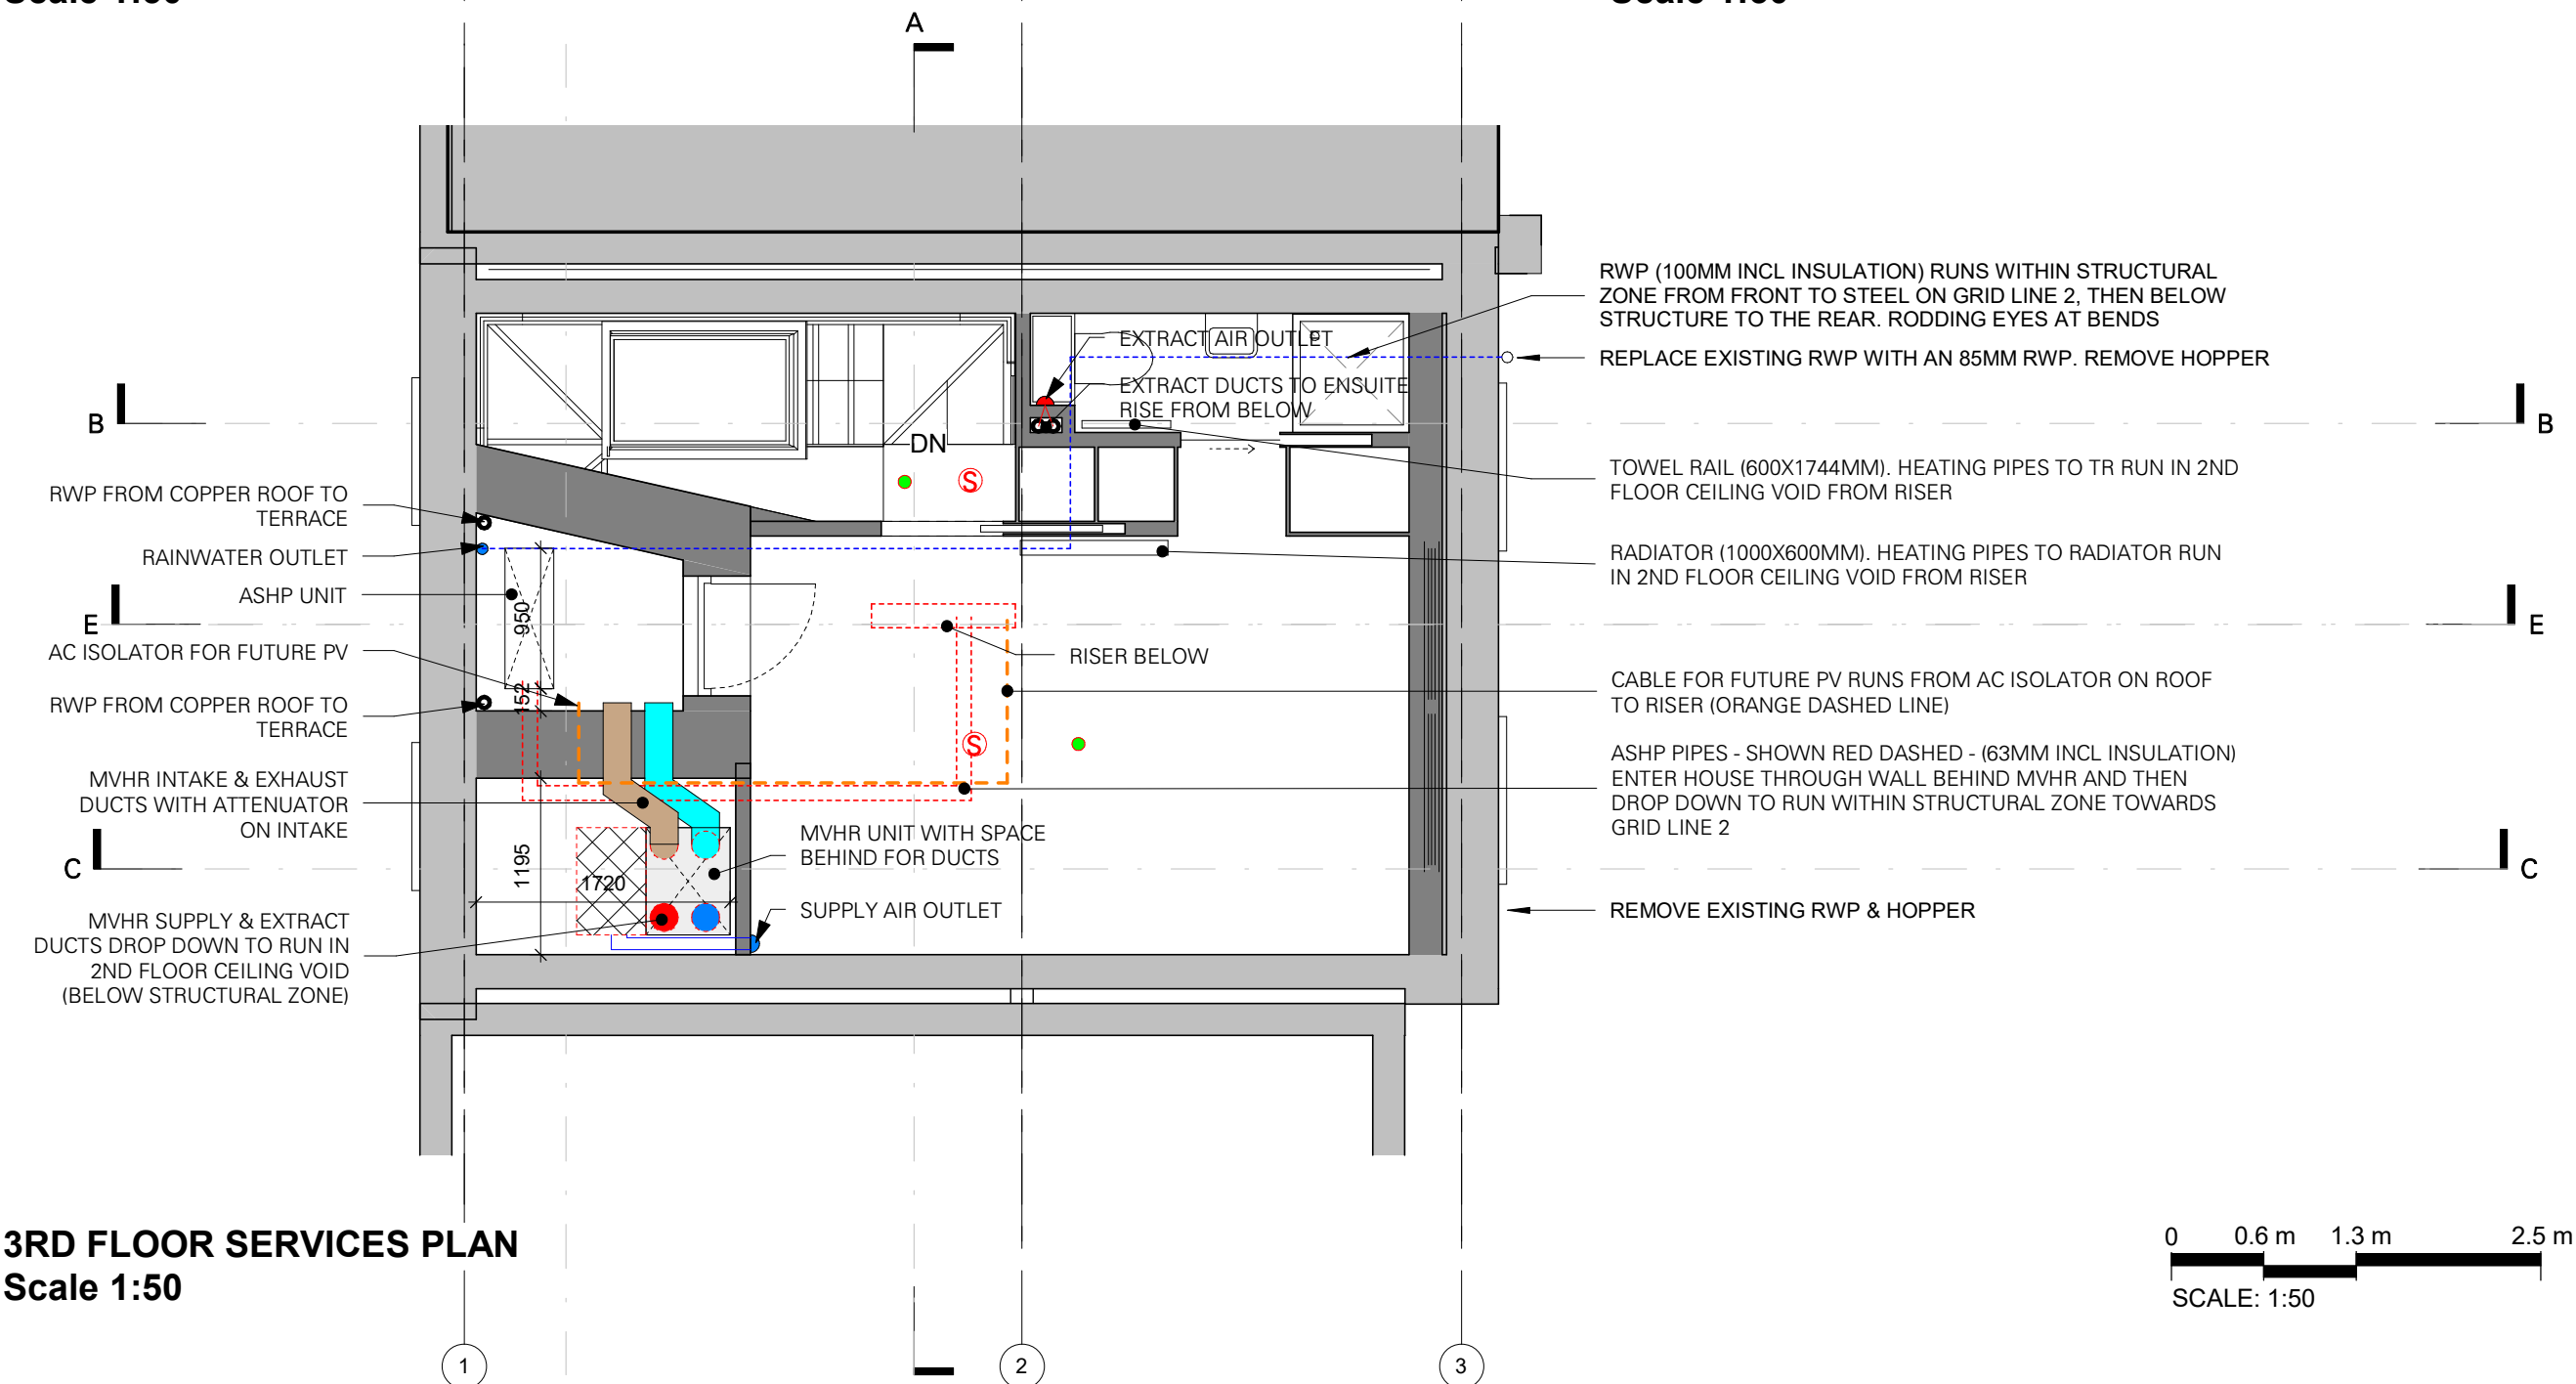 A
RWP (100MM INCL INSULATION) RUNS WITHIN STRUCTURAL
ZONE FROM FRONT TO STEEL ON GRID LINE 2, THEN BELOW
STRUCTURE TO THE REAR. RODDING EYES AT BENDS
EXTRACT AIR OUTLET
REPLACE EXISTING RWP WITH AN 85MM RWP. REMOVE HOPPER
EXTRACT DUCTS TO ENSUITE
RISE FROM BELOW
B
B
DN
TOWEL RAIL (600X1744MM). HEATING PIPES TO TR RUN IN 2ND
FLOOR CEILING VOID FROM RISER
S
RWP FROM COPPER ROOF TO
TERRACE
RAINWATER OUTLET
RADIATOR (1000X600MM). HEATING PIPES TO RADIATOR RUN
IN 2ND FLOOR CEILING VOID FROM RISER
ASHP UNIT
950
E
E
AC ISOLATOR FOR FUTURE PV
RISER BELOW
152
RWP FROM COPPER ROOF TO
TERRACE
CABLE FOR FUTURE PV RUNS FROM AC ISOLATOR ON ROOF
TO RISER (ORANGE DASHED LINE)
S
ASHP PIPES - SHOWN RED DASHED - (63MM INCL INSULATION)
ENTER HOUSE THROUGH WALL BEHIND MVHR AND THEN
DROP DOWN TO RUN WITHIN STRUCTURAL ZONE TOWARDS
GRID LINE 2
MVHR INTAKE & EXHAUST
DUCTS WITH ATTENUATOR
ON INTAKE
MVHR UNIT WITH SPACE
BEHIND FOR DUCTS
1195
C
C
1720
SUPPLY AIR OUTLET
REMOVE EXISTING RWP & HOPPER
MVHR SUPPLY & EXTRACT
DUCTS DROP DOWN TO RUN IN
2ND FLOOR CEILING VOID
(BELOW STRUCTURAL ZONE)
3RD FLOOR SERVICES PLAN
Scale 1:50
0 0.6 m 1.3 m 2.5 m
SCALE: 1:50
1
2
3